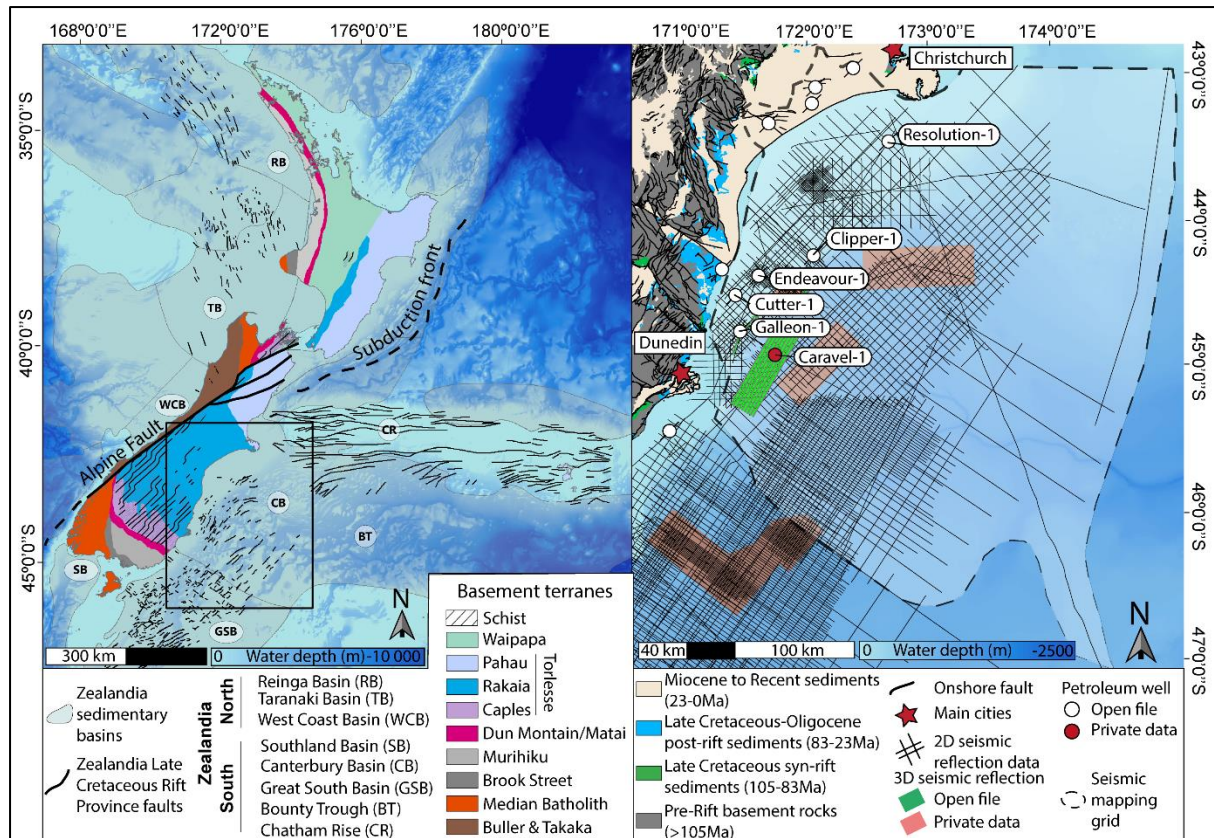 168°0'0''E
172°0'0''E
176°0'0''E
180°0'0''E
35°0'0''S
40°0'0''S
45°0'0''S
RB
TB
WCB
Alpine Fault
Subduction front
CR
CB
BT
SB
GSB
N
300 km
0 Water depth (m) -10 000
Basement terranes
Schist
Waipapa
Pahau
Rakaia
Caples
Torlesse
Dun Montain/Matai
Murihiku
Brook Street
Median Batholith
Buller & Takaka
Zealandia
sedimentary
basins
Zealandia Late
Cretaceous Rift
Province faults
Zealandia
North
South
Reinga Basin (RB)
Taranaki Basin (TB)
West Coast Basin (WCB)
Southland Basin (SB)
Canterbury Basin (CB)
Great South Basin (GSB)
Bounty Trough (BT)
Chatham Rise (CR)
171°0'0''E
172°0'0''E
173°0'0''E
174°0'0''E
43°0'0''S
44°0'0''S
45°0'0''S
46°0'0''S
47°0'0''S
Christchurch
Resolution-1
Clipper-1
Endeavour-1
Cutter-1
Galleon-1
Dunedin
Caravel-1
N
40 km
100 km
0 Water depth (m) -2500
Miocene to Recent sediments
(23-0Ma)
Late Cretaceous-Oligocene
post-rift sediments (83-23Ma)
Late Cretaceous syn-rift
sediments (105-83Ma)
Pre-Rift basement rocks
(>105Ma)
Onshore fault
Main cities
2D seismic
reflection data
3D seismic reflection
Open file
Private data
Petroleum well
Open file
Private data
Seismic
mapping
grid